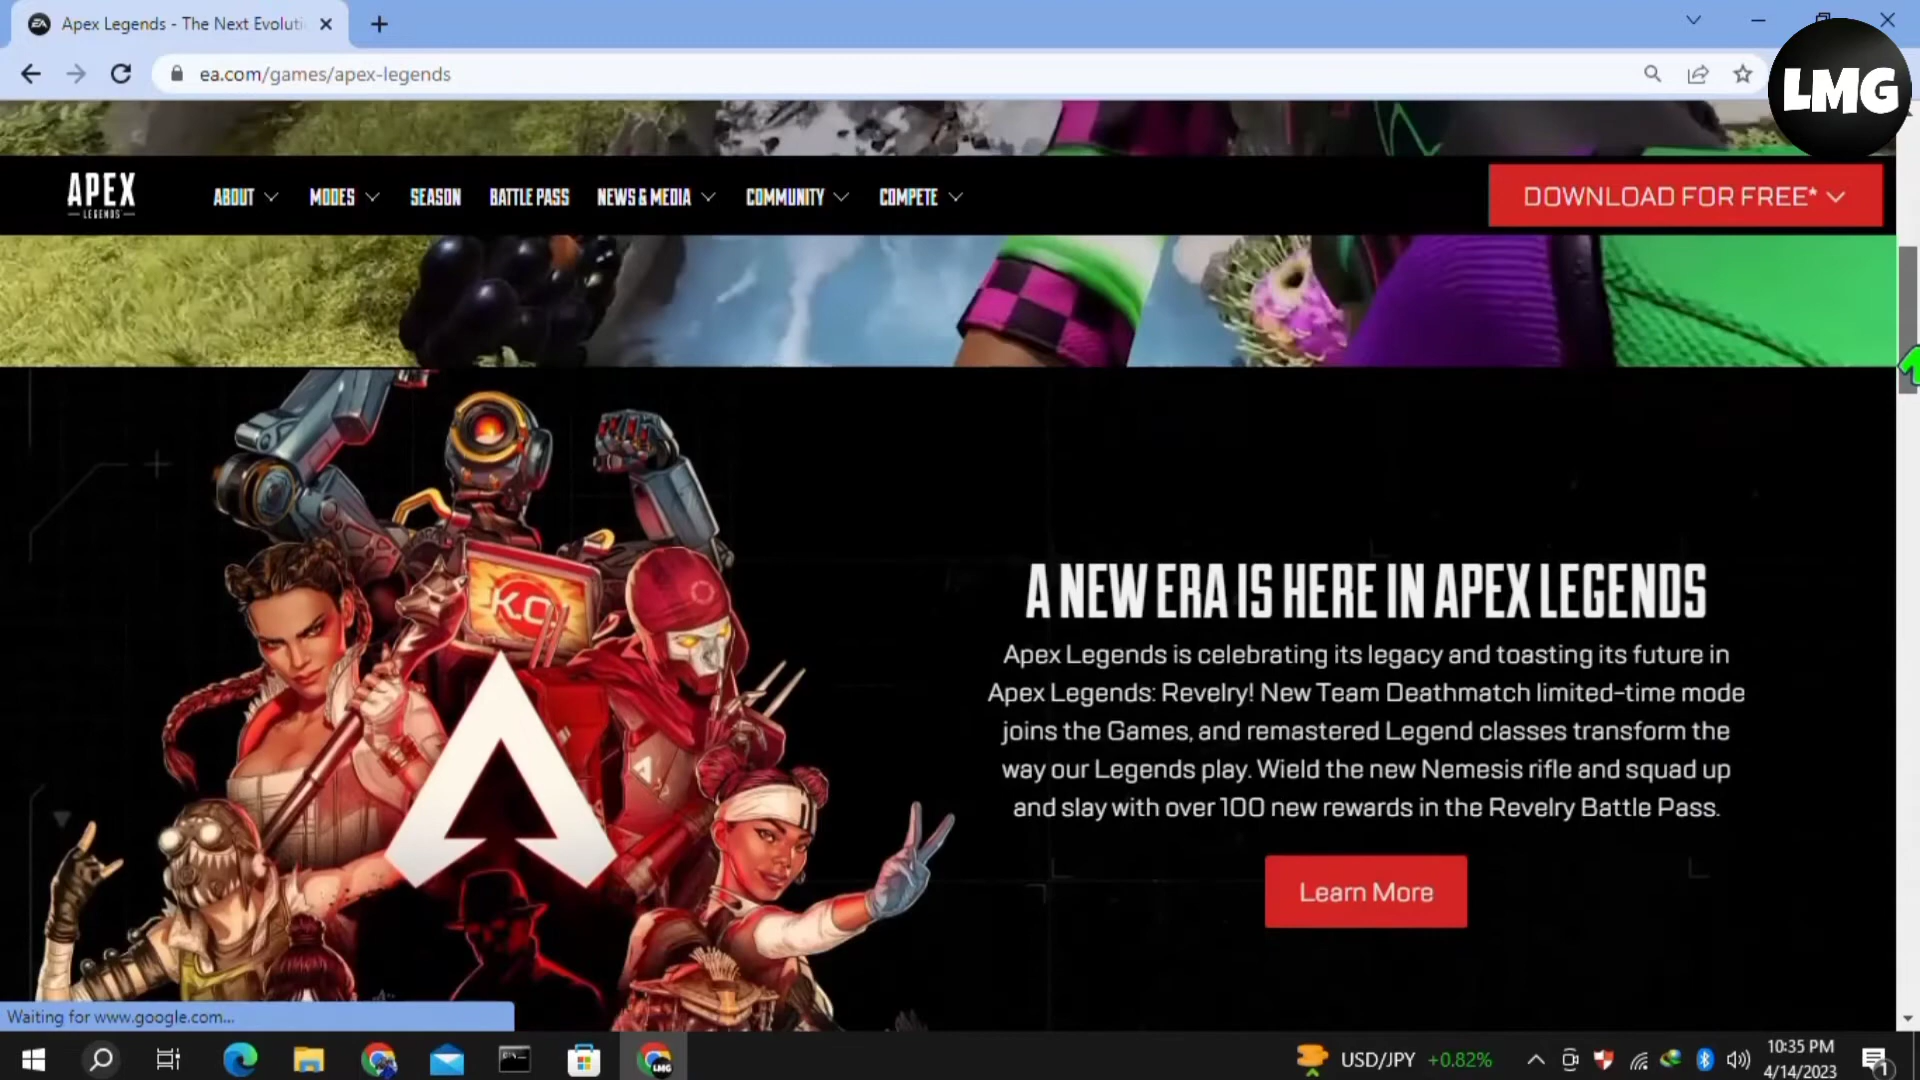 Apex Legends - The Next Evoluti
ea.com/games/apex-legends
LMG
APEX
LEGENDS
ABOUT
MODES
SEASON
BATTLE PASS
NEWS & MEDIA
COMMUNITY
COMPETE
DOWNLOAD FOR FREE*
K.O.
A NEW ERA IS HERE IN APEX LEGENDS
Apex Legends is celebrating its legacy and toasting its future in
Apex Legends: Revelry! New Team Deathmatch limited-time mode
joins the Games, and remastered Legend classes transform the
way our Legends play. Wield the new Nemesis rifle and squad up
and slay with over 100 new rewards in the Revelry Battle Pass.
Learn More
Waiting for www.google.com...
LMG
USD/JPY +0.82%
10:35 PM
4/14/2023
1